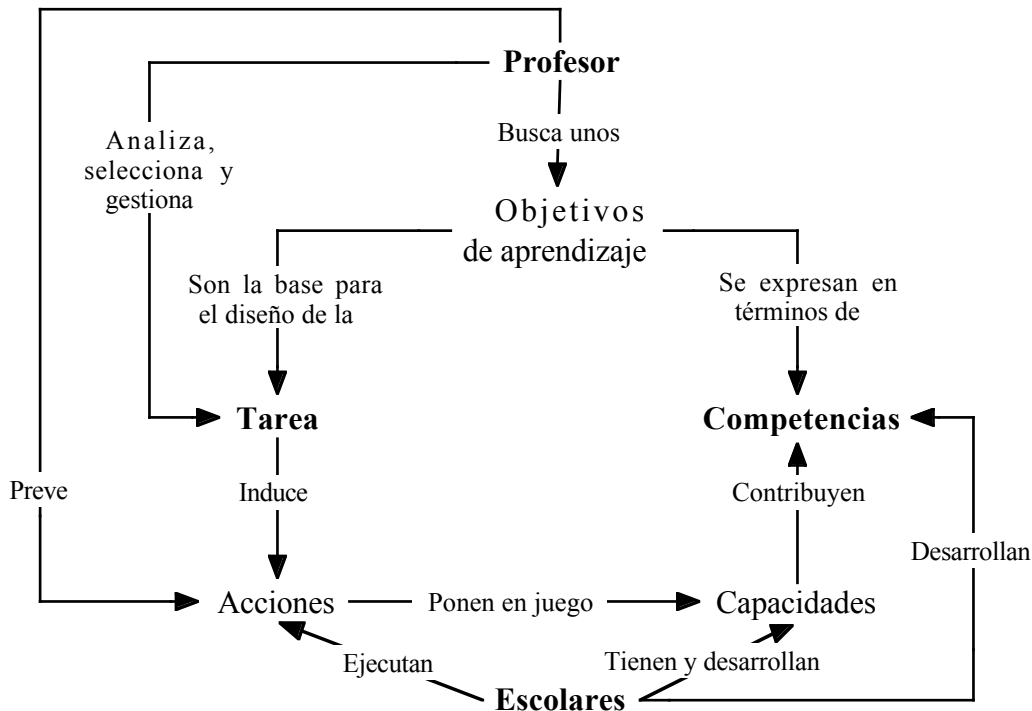 Profesor
Analiza,
selecciona y
gestiona
Busca unos
Objetivos
de aprendizaje
Son la base para
el diseño de la
Se expresan en
términos de
Tarea
Competencias
Preve
Induce
Contribuyen
Desarrollan
Acciones
Ponen en juego
Capacidades
Ejecutan
Tienen y desarrollan
Escolares